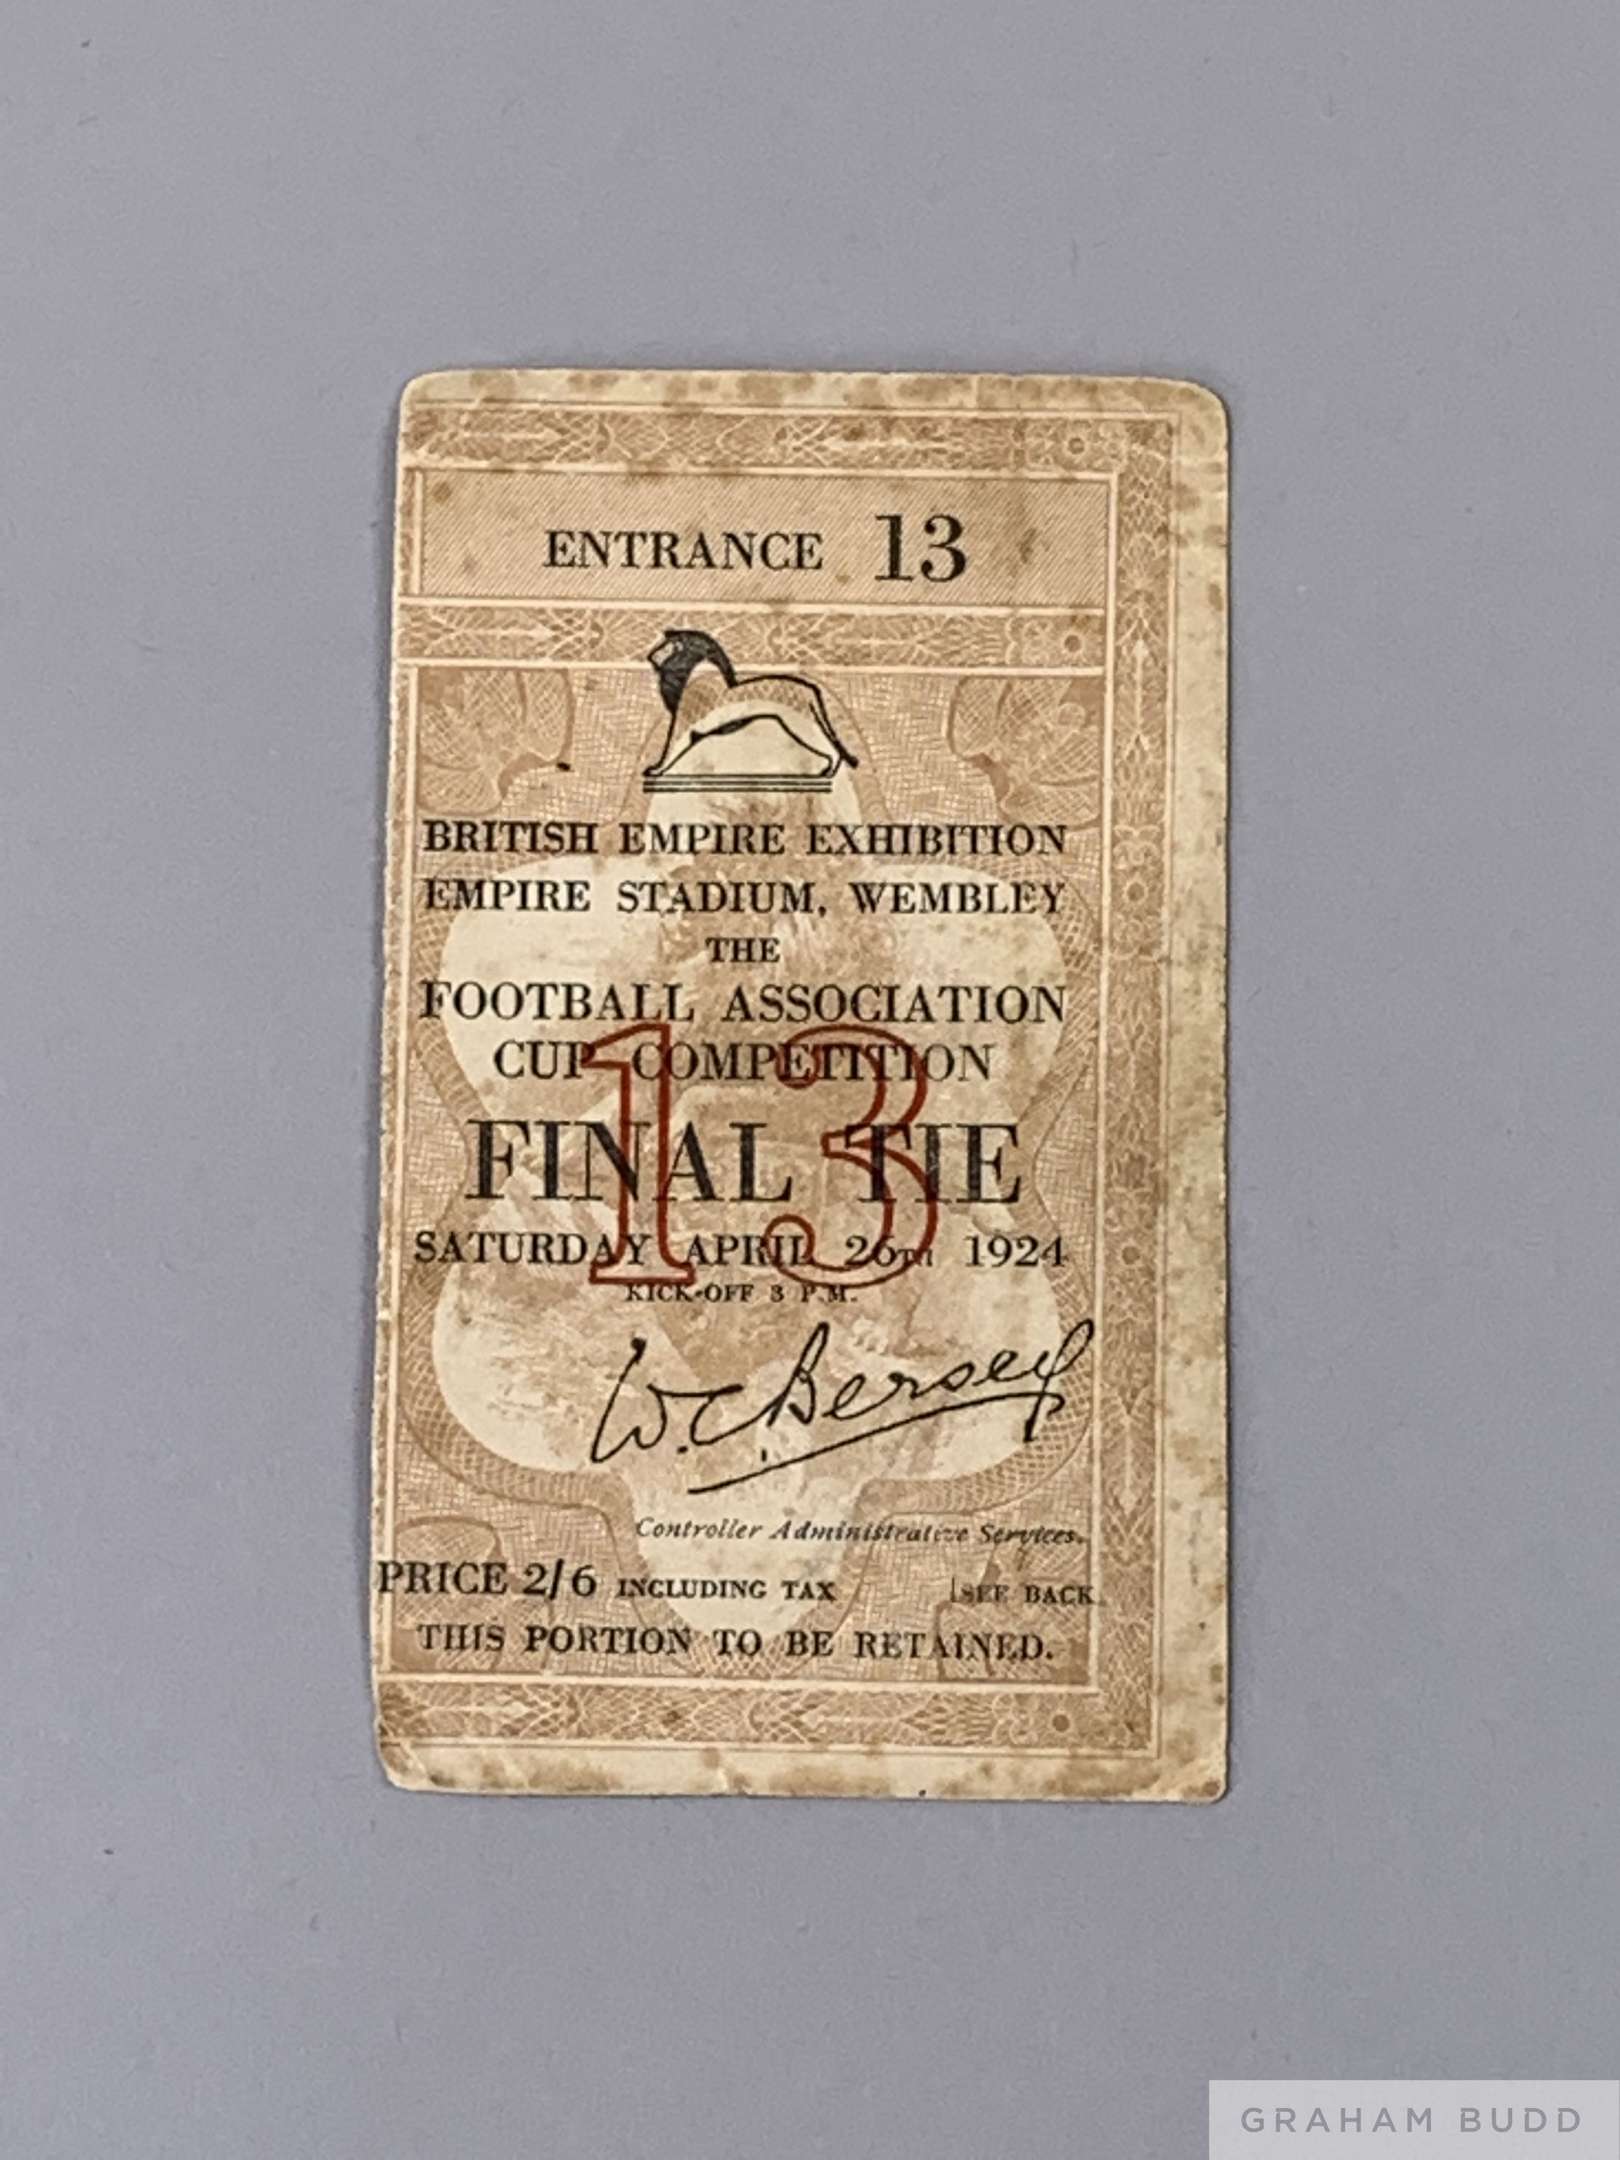 ENTRANCE 13
BRITISH EMPIRE EXHIBITION
EMPIRE STADIUM, WEMBLEY
THE
FOOTBALL ASSOCIATION
CUP COMPETITION
13
FINAL TIE
SATURDAY APRIL 26TH 1924
KICK-OFF 3 P.M.
W.C. Bersey
Controller Administrative Services.
PRICE 2/6 INCLUDING TAX [SEE BACK
THIS PORTION TO BE RETAINED.
GRAHAM BUDD